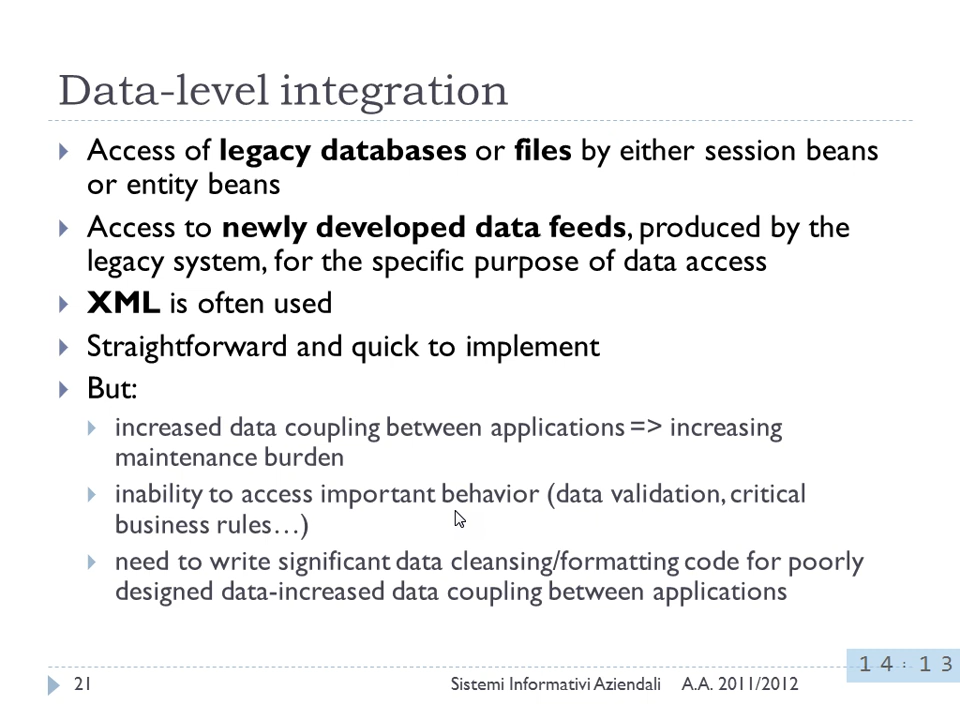 Data-level integration
Access of legacy databases or files by either session beans
or entity beans
Access to newly developed data feeds, produced by the
legacy system, for the specific purpose of data access
XML is often used
Straightforward and quick to implement
But:
increased data coupling between applications => increasing
maintenance burden
inability to access important behavior (data validation, critical
business rules…)
need to write significant data cleansing/formatting code for poorly
designed data-increased data coupling between applications
14:13
21 Sistemi Informativi Aziendali A.A. 2011/2012